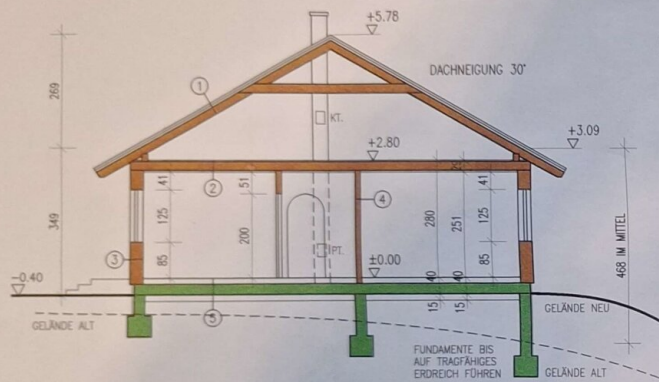 +5.78
DACHNEIGUNG 30°
269
1
KT.
+2.80
+3.09
2
41
51
41
4
349
125
200
280
251
125
468 IM MITTEL
3
85
PT.
±0.00
40
40
85
-0.40
15
15
5
GELÄNDE NEU
GELÄNDE ALT
FUNDAMENTE BIS
AUF TRAGFÄHIGES
ERDREICH FÜHREN
GELÄNDE ALT